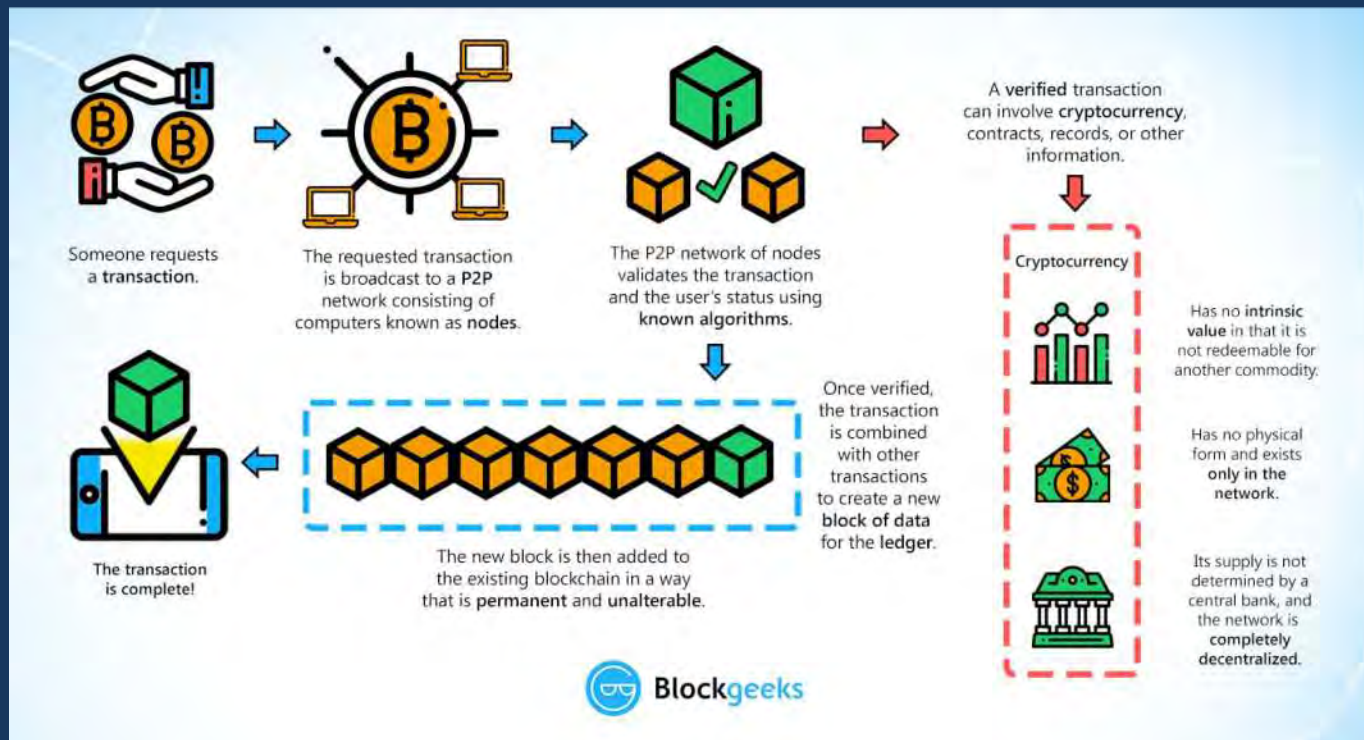 Someone requests
a transaction.
The requested transaction
is broadcast to a P2P
network consisting of
computers known as nodes.
The P2P network of nodes
validates the transaction
and the user's status using
known algorithms.
A verified transaction
can involve cryptocurrency,
contracts, records, or other
information.
Cryptocurrency
Has no intrinsic
value in that it is
not redeemable for
another commodity.
Has no physical
form and exists
only in the
network.
Its supply is not
determined by a
central bank, and
the network is
completely
decentralized.
Once verified,
the transaction
is combined
with other
transactions
to create a new
block of data
for the ledger.
The new block is then added to
the existing blockchain in a way
that is permanent and unalterable.
The transaction
is complete!
Blockgeeks